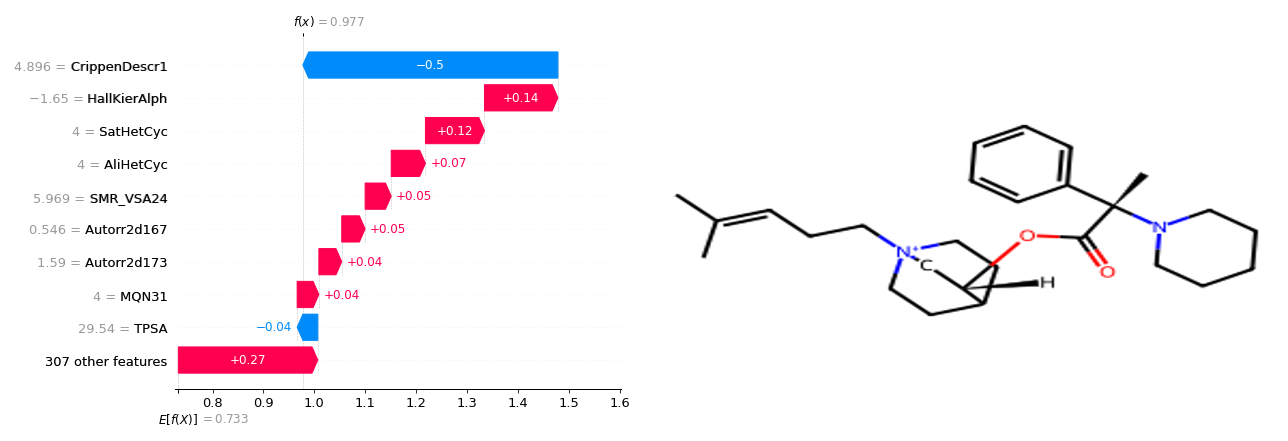 f(x) = 0.977
4.896 = CrippenDescr1
−0.5
−1.65 = HallKierAlph
+0.14
4 = SatHetCyc
+0.12
4 = AliHetCyc
+0.07
5.969 = SMR_VSA24
+0.05
0.546 = Autorr2d167
+0.05
1.59 = Autorr2d173
+0.04
4 = MQN31
+0.04
29.54 = TPSA
−0.04
307 other features
+0.27
0.8 0.9 1.0 1.1 1.2 1.3 1.4 1.5 1.6
E[f(X)] = 0.733
N
O
N+
C
O
H